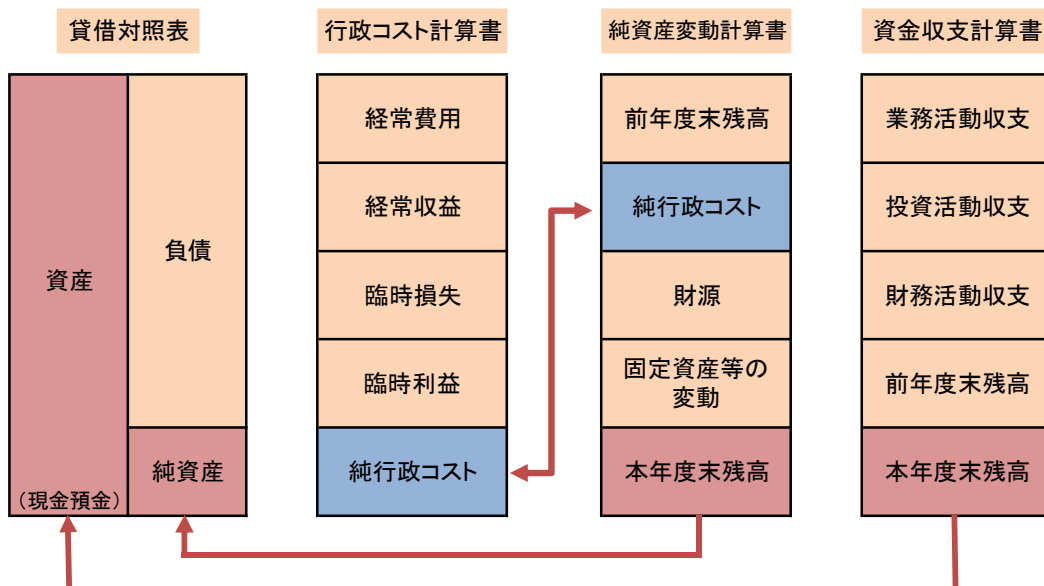 貸借対照表
行政コスト計算書
純資産変動計算書
資金収支計算書
資産
(現金預金)
負債
純資産
経常費用
経常収益
臨時損失
臨時利益
純行政コスト
前年度末残高
純行政コスト
財源
固定資産等の
変動
本年度末残高
業務活動収支
投資活動収支
財務活動収支
前年度末残高
本年度末残高